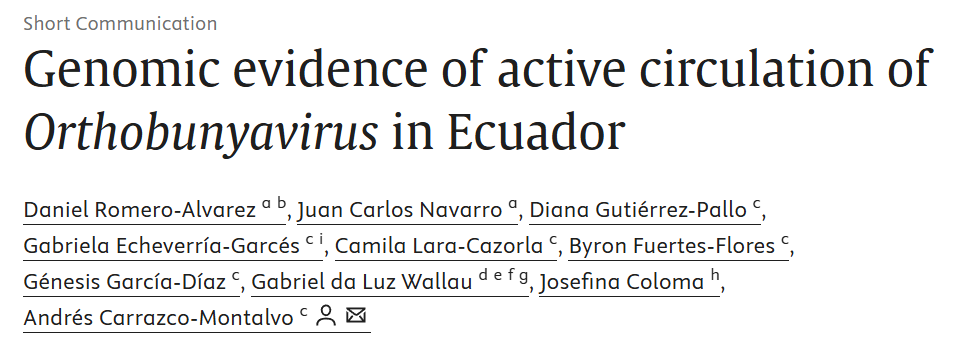 Short Communication
Genomic evidence of active circulation of
Orthobunyavirus in Ecuador
Daniel Romero-Alvarez a b, Juan Carlos Navarro a, Diana Gutiérrez-Pallo c,
Gabriela Echeverría-Garcés c i, Camila Lara-Cazorla c, Byron Fuertes-Flores c,
Génesis García-Díaz c, Gabriel da Luz Wallau d e f g, Josefina Coloma h,
Andrés Carrazco-Montalvo c